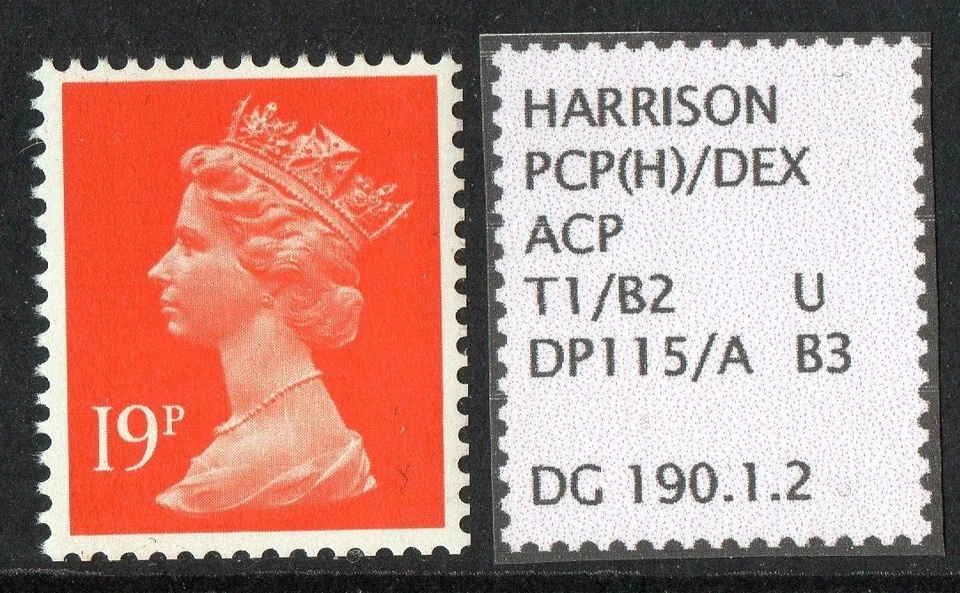 19P
HARRISON
PCP(H)/DEX
ACP
T1/B2 U
DP115/A B3
DG 190.1.2